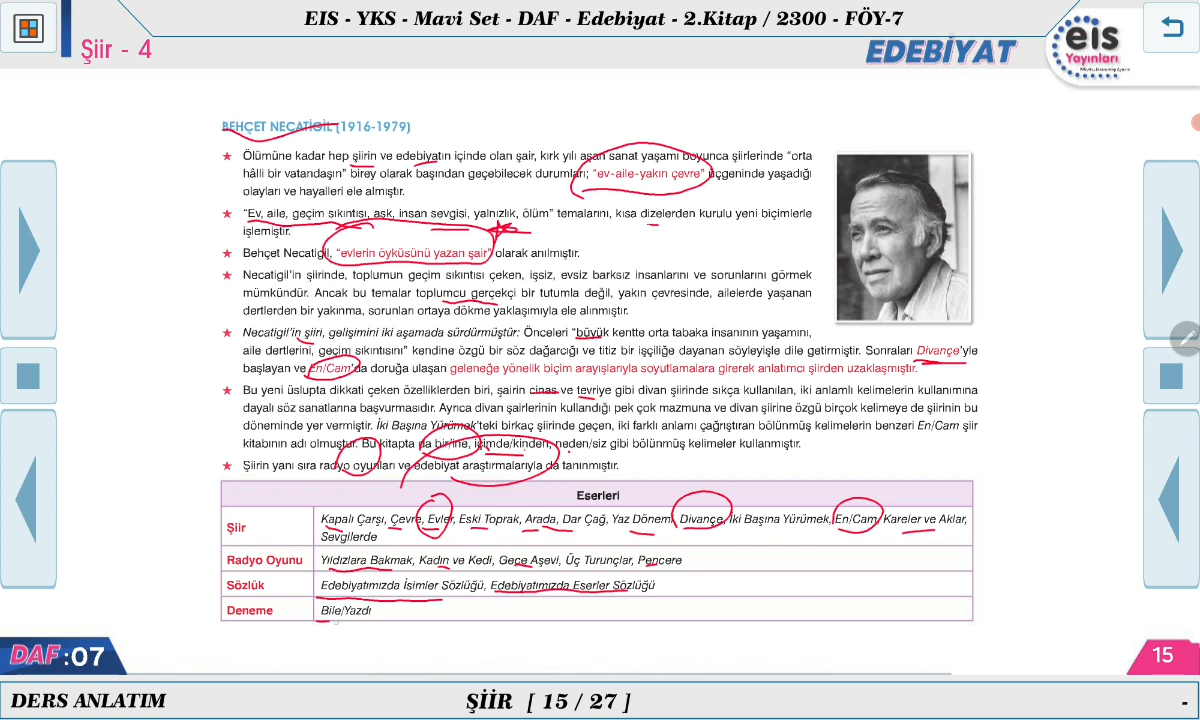 EIS - YKS - Mavi Set - DAF - Edebiyat - 2.Kitap / 2300 - FÖY-7
Şiir - 4
EDEBİYAT
eis
Yayınları
BEHÇET NECATİGİL (1916-1979)
★ Ölümüne kadar hep şiirin ve edebiyatın içinde olan şair, kırk yılı aşan sanat yaşamı boyunca şiirlerinde “orta
hâlli bir vatandaşın” birey olarak başından geçebilecek durumları; “ev-aile-yakın çevre” üçgeninde yaşadığı
olayları ve hayalleri ele almıştır.
★ “Ev, aile, geçim sıkıntısı, aşk, insan sevgisi, yalnızlık, ölüm” temalarını, kısa dizelerden kurulu yeni biçimlerle
işlemiştir.
★ Behçet Necatigil, “evlerin öyküsünü yazan şair” olarak anılmıştır.
★ Necatigil’in şiirinde, toplumun geçim sıkıntısı çeken, işsiz, evsiz barksız insanlarını ve sorunlarını görmek
mümkündür. Ancak bu temalar toplumcu gerçekçi bir tutumla değil, yakın çevresinde, ailelerde yaşanan
dertlerden bir yakınma, sorunları ortaya dökme yaklaşımıyla ele alınmıştır.
★ Necatigil’in şiiri, gelişimini iki aşamada sürdürmüştür: Önceleri “büyük kentte orta tabaka insanının yaşamını,
aile dertlerini, geçim sıkıntısını” kendine özgü bir söz dağarcığı ve titiz bir işçiliğe dayanan söyleyişle dile getirmiştir. Sonraları Divançe’yle
başlayan ve En/Cam’da doruğa ulaşan geleneğe yönelik biçim arayışlarıyla soyutlamalara girerek anlatımcı şiirden uzaklaşmıştır.
★ Bu yeni üslupta dikkati çeken özelliklerden biri, şairin cinas ve tevriye gibi divan şiirinde sıkça kullanılan, iki anlamlı kelimelerin kullanımına
dayalı söz sanatlarına başvurmasıdır. Ayrıca divan şairlerinin kullandığı pek çok mazmuna ve divan şiirine özgü birçok kelimeye de şiirinin bu
döneminde yer vermiştir. İki Başına Yürümek’teki birkaç şiirinde geçen, iki farklı anlamı çağrıştıran bölünmüş kelimelerin benzeri En/Cam şiir
kitabının adı olmuştur. Bu kitapta da bir/ine, içimde/kinden, neden/siz gibi bölünmüş kelimeler kullanmıştır.
★ Şiirin yanı sıra radyo oyunları ve edebiyat araştırmalarıyla da tanınmıştır.
Eserleri
Şiir Kapalı Çarşı, Çevre, Evler, Eski Toprak, Arada, Dar Çağ, Yaz Dönemi, Divançe, İki Başına Yürümek, En/Cam, Kareler ve Aklar,
Sevgilerde
Radyo Oyunu Yıldızlara Bakmak, Kadın ve Kedi, Gece Aşevi, Üç Turunçlar, Pencere
Sözlük Edebiyatımızda İsimler Sözlüğü, Edebiyatımızda Eserler Sözlüğü
Deneme Bile/Yazdı
DAF:07
15
DERS ANLATIM ŞİİR [ 15 / 27 ] -